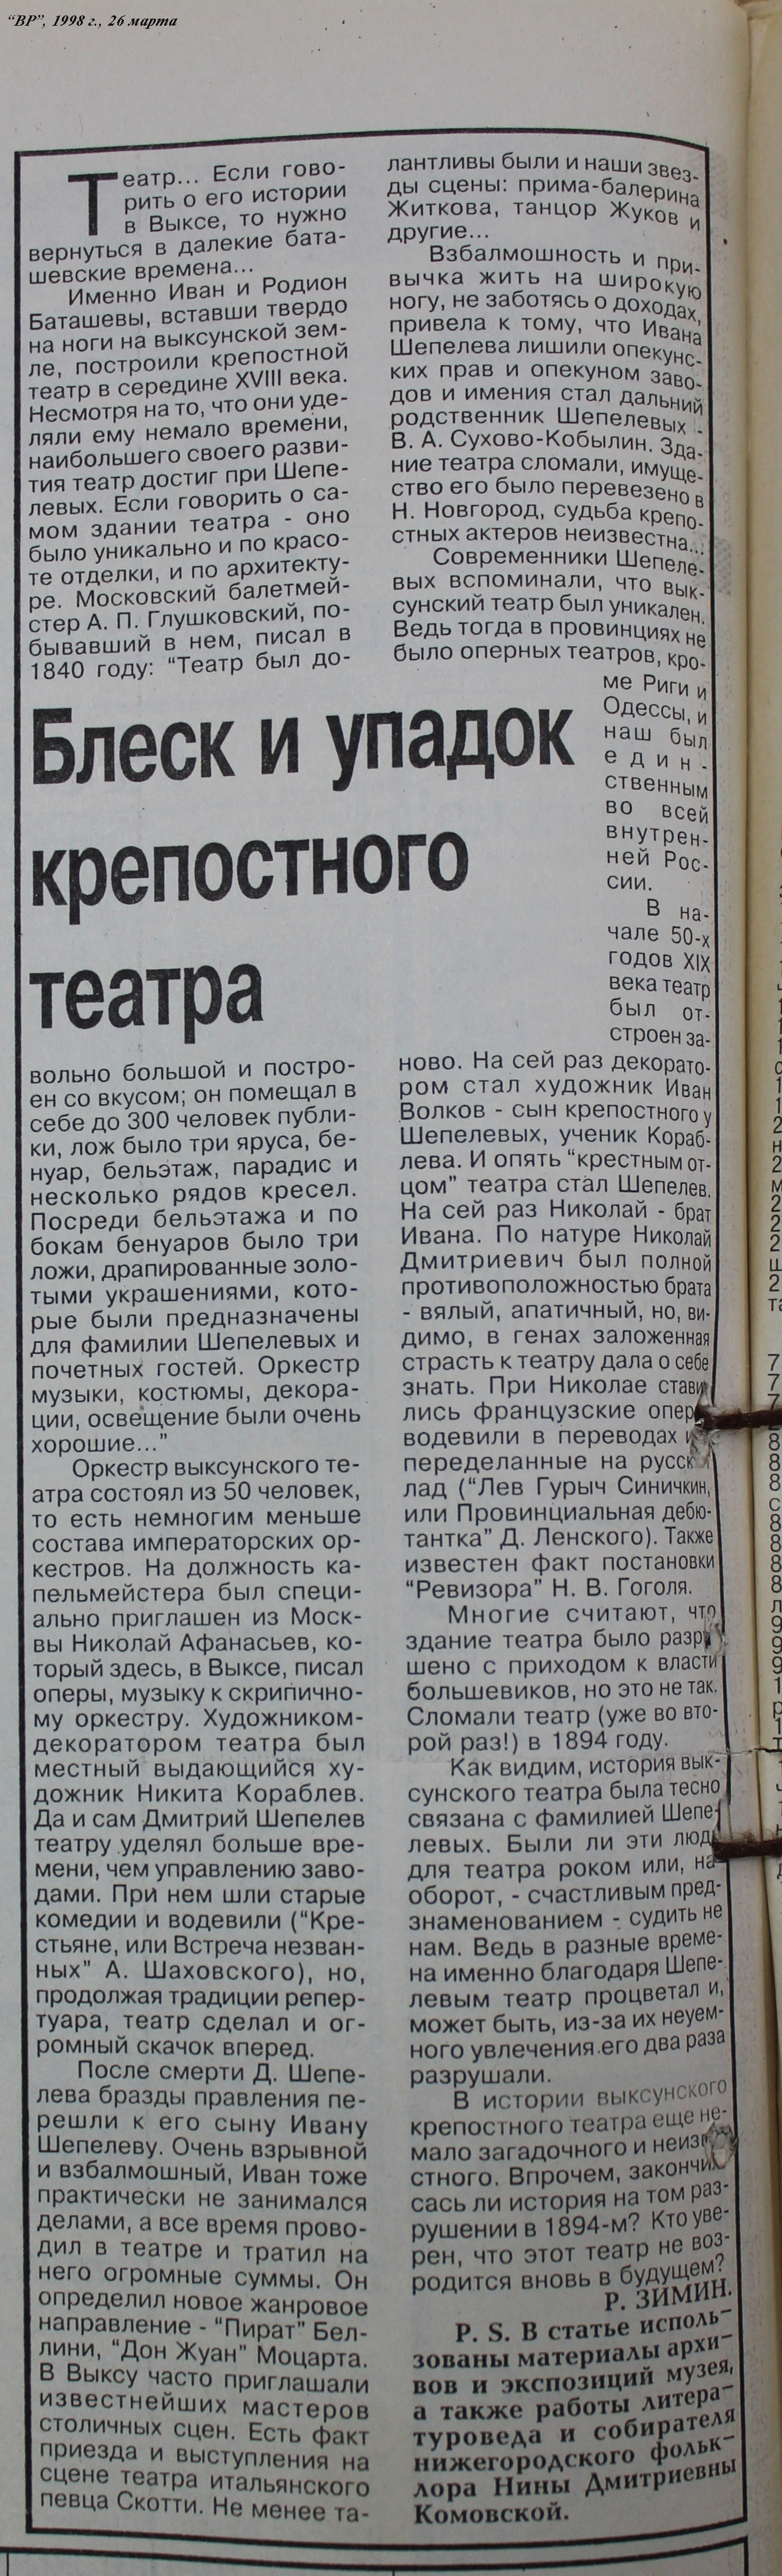 “ВР”, 1998 г., 26 марта
Театр... Если гово-
рить о его истории
в Выксе, то нужно
вернуться в далекие бата-
шевские времена...
Именно Иван и Родион
Баташевы, вставши твердо
на ноги на выксунской зем-
ле, построили крепостной
театр в середине XVIII века.
Несмотря на то, что они уде-
ляли ему немало времени,
наибольшего своего разви-
тия театр достиг при Шепе-
левых. Если говорить о са-
мом здании театра - оно
было уникально и по красо-
те отделки, и по архитекту-
ре. Московский балетмей-
стер А. П. Глушковский, по-
бывавший в нем, писал в
1840 году: “Театр был до-
Блеск и упадок
крепостного
театра
вольно большой и постро-
ен со вкусом; он помещал в
себе до 300 человек публи-
ки, лож было три яруса, бе-
нуар, бельэтаж, парадис и
несколько рядов кресел.
Посреди бельэтажа и по
бокам бенуаров было три
ложи, драпированные золо-
тыми украшениями, кото-
рые были предназначены
для фамилии Шепелевых и
почетных гостей. Оркестр
музыки, костюмы, декора-
ции, освещение были очень
хорошие...”
Оркестр выксунского те-
атра состоял из 50 человек,
то есть немногим меньше
состава императорских ор-
кестров. На должность ка-
пельмейстера был специ-
ально приглашен из Моск-
вы Николай Афанасьев, ко-
торый здесь, в Выксе, писал
оперы, музыку к скрипично-
му оркестру. Художником-
декоратором театра был
местный выдающийся ху-
дожник Никита Кораблев.
Да и сам Дмитрий Шепелев
театру уделял больше вре-
мени, чем управлению заво-
дами. При нем шли старые
комедии и водевили (“Кре-
стьяне, или Встреча незван-
ных” А. Шаховского), но,
продолжая традиции репер-
туара, театр сделал и ог-
ромный скачок вперед.
После смерти Д. Шепе-
лева бразды правления пе-
решли к его сыну Ивану
Шепелеву. Очень взрывной
и взбалмошный, Иван тоже
практически не занимался
делами, а все время прово-
дил в театре и тратил на
него огромные суммы. Он
определил новое жанровое
направление - “Пират” Бел-
лини, “Дон Жуан” Моцарта.
В Выксу часто приглашали
известнейших мастеров
столичных сцен. Есть факт
приезда и выступления на
сцене театра итальянского
певца Скотти. Не менее та-
лантливы были и наши звез-
ды сцены: прима-балерина
Житкова, танцор Жуков и
другие...
Взбалмошность и при-
вычка жить на широкую
ногу, не заботясь о доходах,
привела к тому, что Ивана
Шепелева лишили опекунс-
ких прав и опекуном заво-
дов и имения стал дальний
родственник Шепелевых -
В. А. Сухово-Кобылин. Зда-
ние театра сломали, имуще-
ство его было перевезено в
Н. Новгород, судьба крепо-
стных актеров неизвестна...
Современники Шепеле-
вых вспоминали, что вык-
сунский театр был уникален.
Ведь тогда в провинциях не
было оперных театров, кро-
ме Риги и
Одессы, и
наш был
един-
ственным
во всей
внутрен-
ней Рос-
сии.
В на-
чале 50-х
годов XIX
века театр
был от-
строен за-
ново. На сей раз декорато-
ром стал художник Иван
Волков - сын крепостного у
Шепелевых, ученик Кораб-
лева. И опять “крестным от-
цом” театра стал Шепелев.
На сей раз Николай - брат
Ивана. По натуре Николай
Дмитриевич был полной
противоположностью брата
- вялый, апатичный, но, ви-
димо, в генах заложенная
страсть к театру дала о себе
знать. При Николае стави-
лись французские опер
водевили в переводах и
переделанные на русск
лад (“Лев Гурыч Синичкин,
или Провинциальная дебю-
тантка” Д. Ленского). Также
известен факт постановки
“Ревизора” Н. В. Гоголя.
Многие считают, что
здание театра было разру-
шено с приходом к власти
большевиков, но это не так.
Сломали театр (уже во вто-
рой раз!) в 1894 году.
Как видим, история вык-
сунского театра была тесно
связана с фамилией Шепе-
левых. Были ли эти люди
для театра роком или, на-
оборот, - счастливым пред-
знаменованием - судить не
нам. Ведь в разные време-
на именно благодаря Шепе-
левым театр процветал и,
может быть, из-за их неуем-
ного увлечения его два раза
разрушали.
В истории выксунского
крепостного театра еще не-
мало загадочного и неизве-
стного. Впрочем, закончи-
сась ли история на том раз-
рушении в 1894-м? Кто уве-
рен, что этот театр не воз-
родится вновь в будущем?
Р. ЗИМИН.
P. S. В статье исполь-
зованы материалы архи-
вов и экспозиций музея,
а также работы литера-
туроведа и собирателя
нижегородского фольк-
лора Нины Дмитриевны
Комовской.